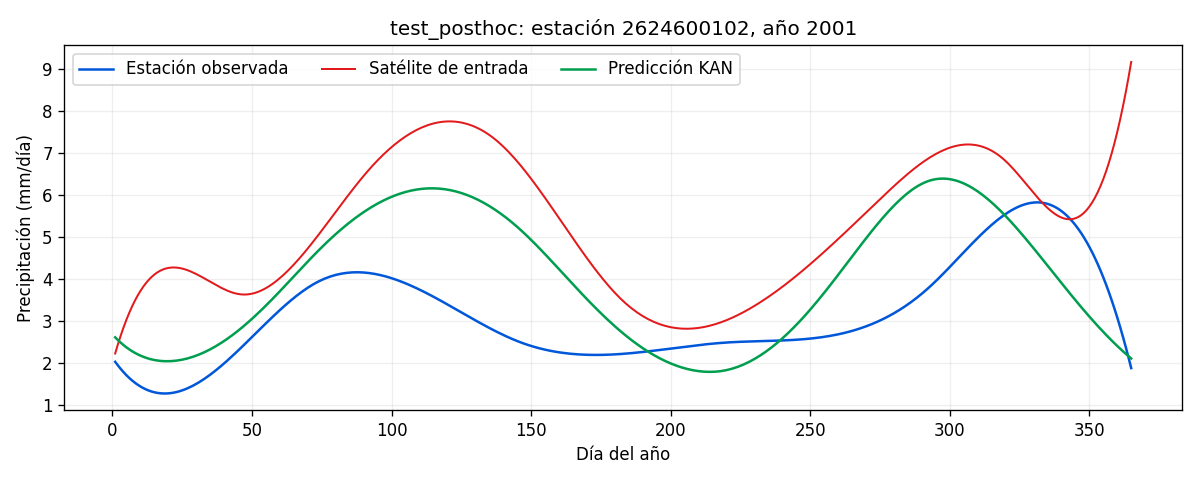 test_posthoc: estación 2624600102, año 2001
Estación observada
Satélite de entrada
Predicción KAN
Precipitación (mm/día)
9
8
7
6
5
4
3
2
1
0
50
100
150
200
250
300
350
Día del año